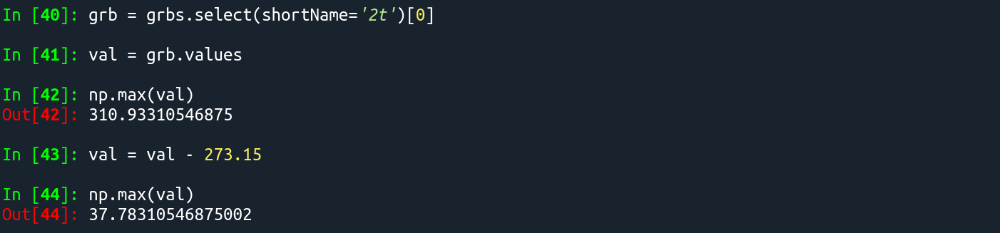 In [40]: grb = grbs.select(shortName='2t')[0]
In [41]: val = grb.values
In [42]: np.max(val)
Out[42]: 310.93310546875
In [43]: val = val - 273.15
In [44]: np.max(val)
Out[44]: 37.78310546875002